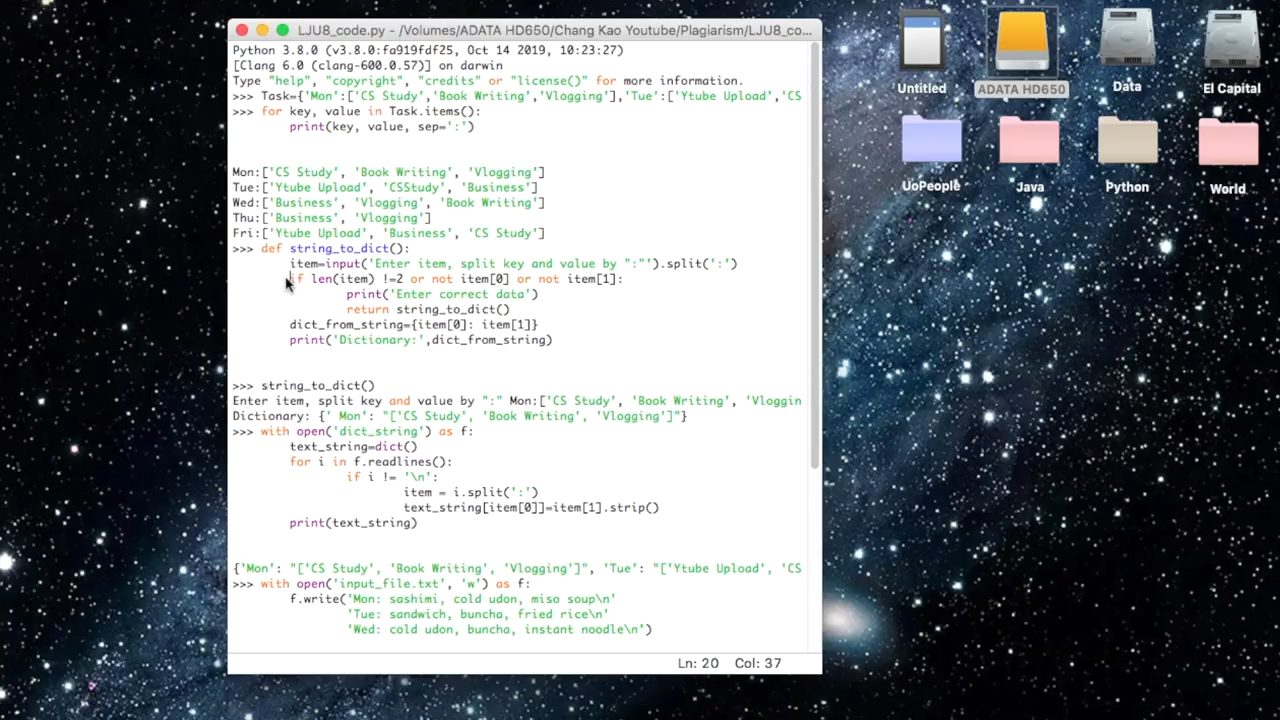 LJU8_code.py - /Volumes/ADATA HD650/Chang Kao Youtube/Plagiarism/LJU8_co...
Python 3.8.0 (v3.8.0:fa919fdf25, Oct 14 2019, 10:23:27)
[Clang 6.0 (clang-600.0.57)] on darwin
Type "help", "copyright", "credits" or "license()" for more information.
>>> Task={'Mon':['CS Study','Book Writing','Vlogging'],'Tue':['Ytube Upload','CS
>>> for key, value in Task.items():
        print(key, value, sep=':')
Mon:['CS Study', 'Book Writing', 'Vlogging']
Tue:['Ytube Upload', 'CSStudy', 'Business']
Wed:['Business', 'Vlogging', 'Book Writing']
Thu:['Business', 'Vlogging']
Fri:['Ytube Upload', 'Business', 'CS Study']
>>> def string_to_dict():
        item=input('Enter item, split key and value by ":"').split(':')
        if len(item) !=2 or not item[0] or not item[1]:
                print('Enter correct data')
                return string_to_dict()
        dict_from_string={item[0]: item[1]}
        print('Dictionary:',dict_from_string)
>>> string_to_dict()
Enter item, split key and value by ":" Mon:['CS Study', 'Book Writing', 'Vloggin
Dictionary: {' Mon': "['CS Study', 'Book Writing', 'Vlogging']"}
>>> with open('dict_string') as f:
        text_string=dict()
        for i in f.readlines():
                if i != '\n':
                        item = i.split(':')
                        text_string[item[0]]=item[1].strip()
        print(text_string)
{'Mon': "['CS Study', 'Book Writing', 'Vlogging']", 'Tue': "['Ytube Upload', 'CS
>>> with open('input_file.txt', 'w') as f:
        f.write('Mon: sashimi, cold udon, miso soup\n'
                'Tue: sandwich, buncha, fried rice\n'
                'Wed: cold udon, buncha, instant noodle\n')
Ln: 20 Col: 37
Untitled
ADATA HD650
Data
El Capital
UoPeople
Java
Python
World